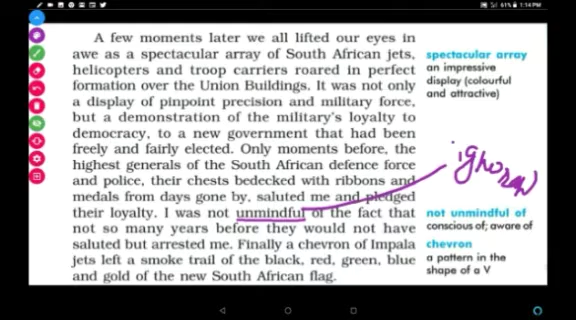 61% 1:14 PM
A few moments later we all lifted our eyes in
awe as a spectacular array of South African jets,
helicopters and troop carriers roared in perfect
formation over the Union Buildings. It was not only
a display of pinpoint precision and military force,
but a demonstration of the military's loyalty to
democracy, to a new government that had been
freely and fairly elected. Only moments before, the
highest generals of the South African defence force
and police, their chests bedecked with ribbons and
medals from days gone by, saluted me and pledged
their loyalty. I was not unmindful of the fact that
not so many years before they would not have
saluted but arrested me. Finally a chevron of Impala
jets left a smoke trail of the black, red, green, blue
and gold of the new South African flag.
spectacular array
an impressive
display (colourful
and attractive)
not unmindful of
conscious of; aware of
chevron
a pattern in the
shape of a V